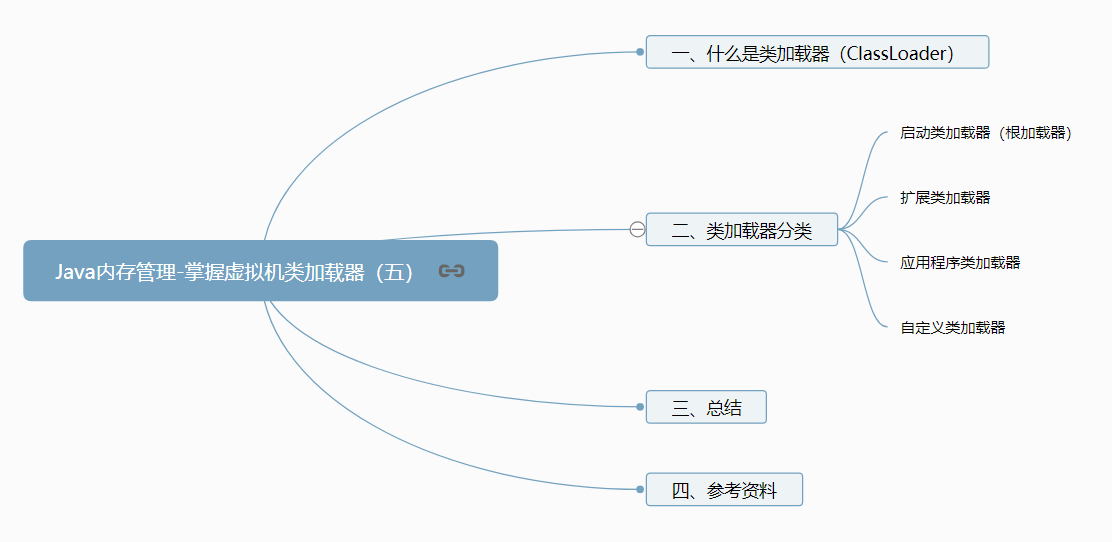 Java内存管理-掌握虚拟机类加载器（五）
一、什么是类加载器（ClassLoader）
二、类加载器分类
启动类加载器（根加载器）
扩展类加载器
应用程序类加载器
自定义类加载器
三、总结
四、参考资料